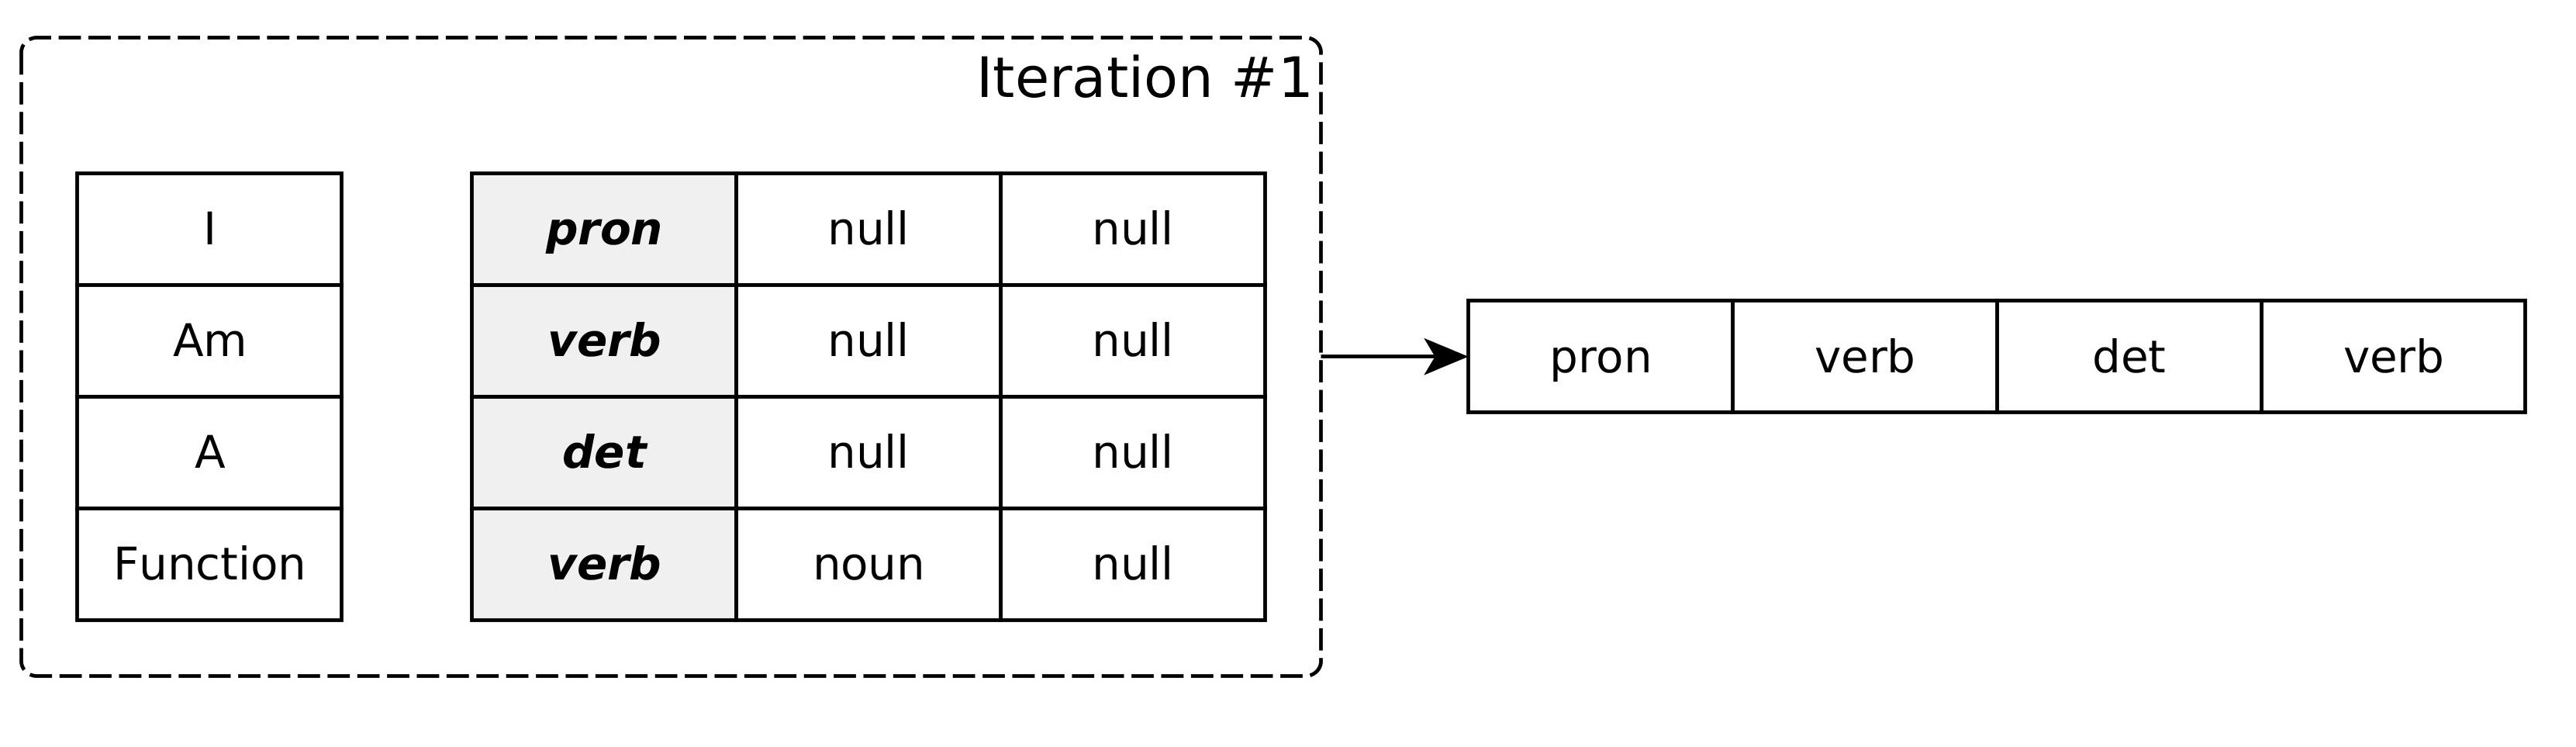 Iteration #1
I pron null null
Am verb null null
A det null null
Function verb noun null
pron verb det verb